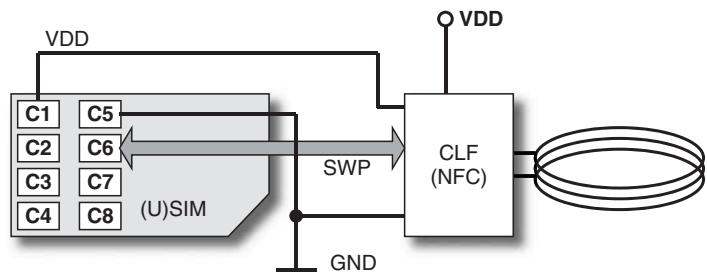 VDD
VDD
C1 C5
C2 C6
C3 C7
C4 C8
(U)SIM
SWP
CLF
(NFC)
GND